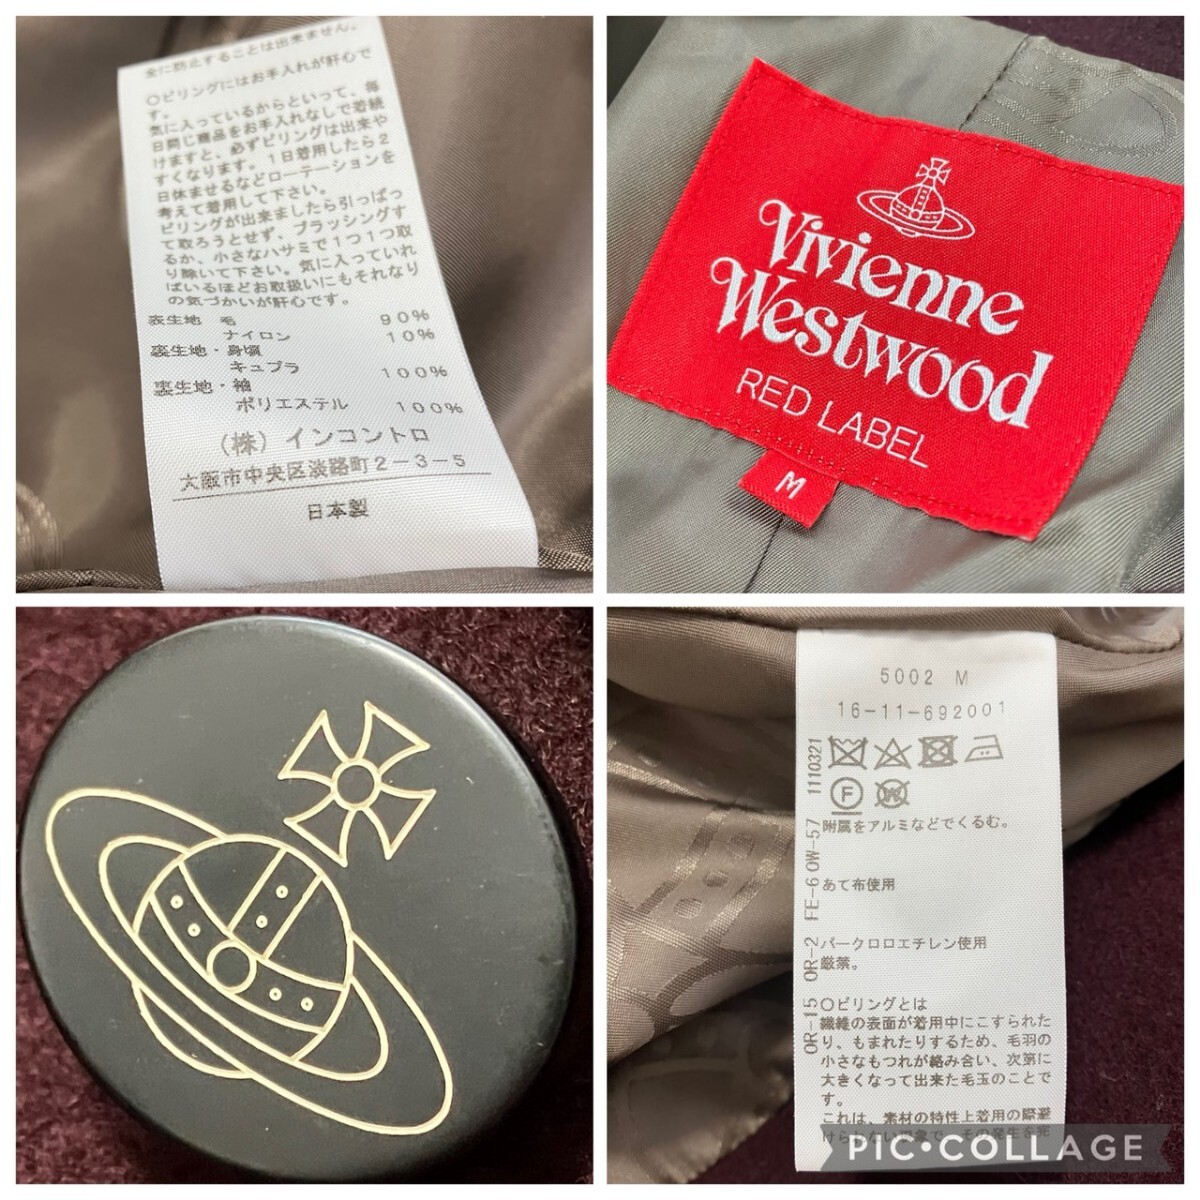 全に防止することは出来ません。
○ピリングにはお手入れが肝心で
す。
気に入っているからといって、毎
日同じ商品をお手入れなしで着続
けますと、必ずピリングは出来や
すくなります。1日着用したら2
日休ませるなどローテーションを
考えて着用して下さい。
ピリングが出来ましたら引っぱっ
て取ろうとせず、ブラッシングす
るか、小さなハサミで1つ1つ取
り除いて下さい。気に入っていれ
ばいるほどお取扱いにもそれなり
の気づかいが肝心です。
表生地 毛 90%
ナイロン 10%
裏生地・身頃
キュプラ 100%
裏生地・袖
ポリエステル 100%
(株)インコントロ
大阪市中央区淡路町2-3-5
日本製
Vivienne
Westwood
RED LABEL
M
5002 M
16-11-692001
F
W
附属をアルミなどでくるむ。
あて布使用
パークロロエチレン使用
厳禁。
○ピリングとは
繊維の表面が着用中にこすられた
り、もまれたりするため、毛羽の
小さなもつれが絡み合い、次第に
大きくなって出来た毛玉のことで
す。
これは、素材の特性上着用の際避
けられない現象で、その発生を完
OR-15 OR-2 FE-60W-57 1110321
PIC•COLLAGE